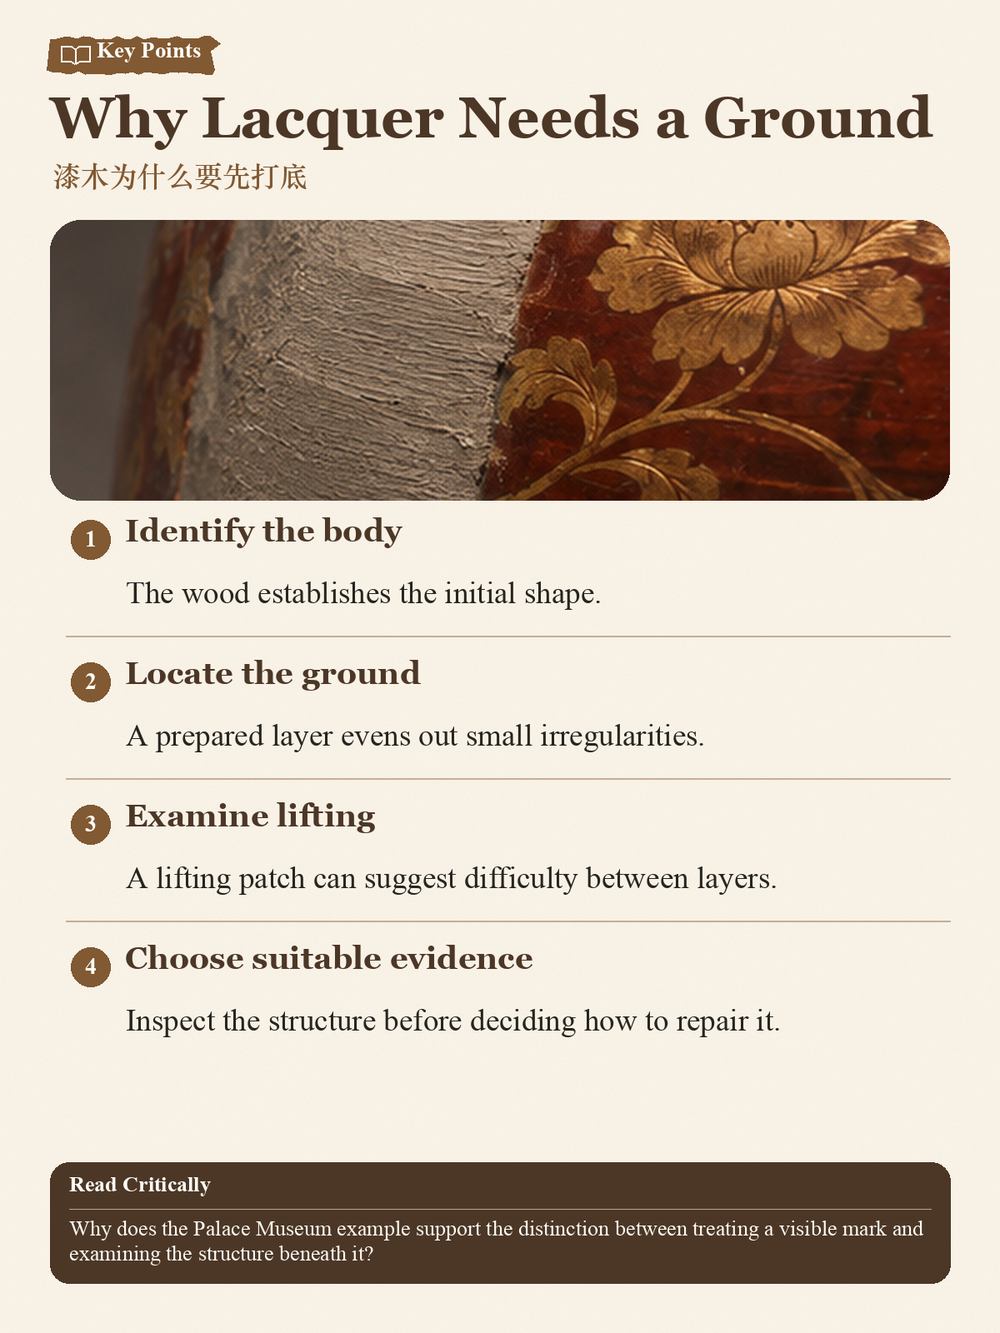 Key Points
Why Lacquer Needs a Ground
漆木为什么要先打底
1 Identify the body
The wood establishes the initial shape.
2 Locate the ground
A prepared layer evens out small irregularities.
3 Examine lifting
A lifting patch can suggest difficulty between layers.
4 Choose suitable evidence
Inspect the structure before deciding how to repair it.
Read Critically
Why does the Palace Museum example support the distinction between treating a visible mark and
examining the structure beneath it?